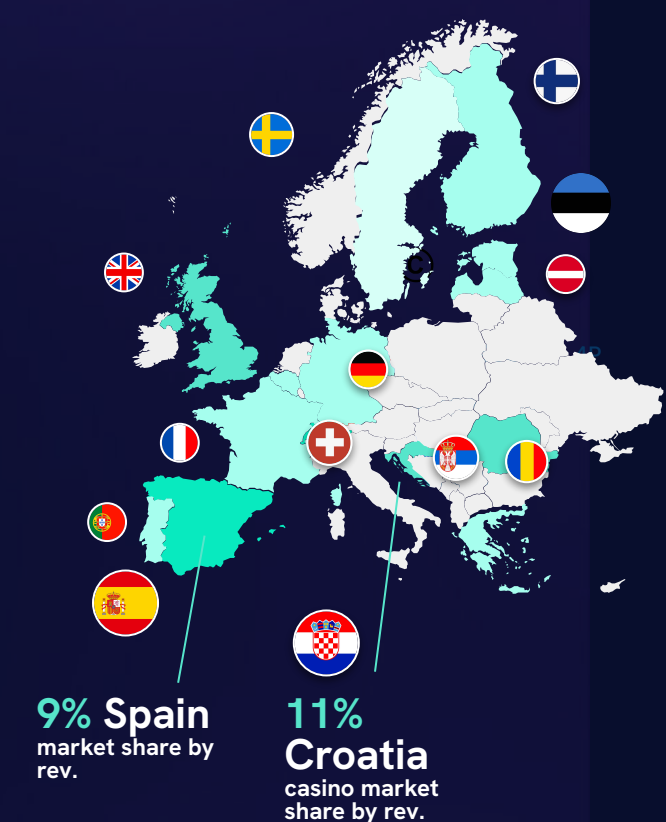 9% Spain
market share by
rev.
11%
Croatia
casino market
share by rev.